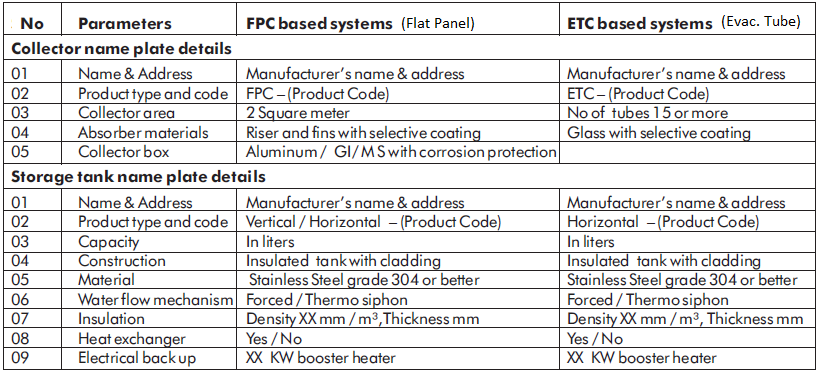 No Parameters FPC based systems (Flat Panel) ETC based systems (Evac. Tube)
Collector name plate details
01 Name & Address Manufacturer's name & address Manufacturer's name & address
02 Product type and code FPC – (Product Code) ETC – (Product Code)
03 Collector area 2 Square meter No of tubes 15 or more
04 Absorber materials Riser and fins with selective coating Glass with selective coating
05 Collector box Aluminum / GI/ M S with corrosion protection
Storage tank name plate details
01 Name & Address Manufacturer's name & address Manufacturer's name & address
02 Product type and code Vertical / Horizontal – (Product Code) Horizontal – (Product Code)
03 Capacity In liters In liters
04 Construction Insulated tank with cladding Insulated tank with cladding
05 Material Stainless Steel grade 304 or better Stainless Steel grade 304 or better
06 Water flow mechanism Forced / Thermo siphon Forced / Thermo siphon
07 Insulation Density XX mm / m³, Thickness mm Density XX mm / m³, Thickness mm
08 Heat exchanger Yes / No Yes / No
09 Electrical back up XX KW booster heater XX KW booster heater